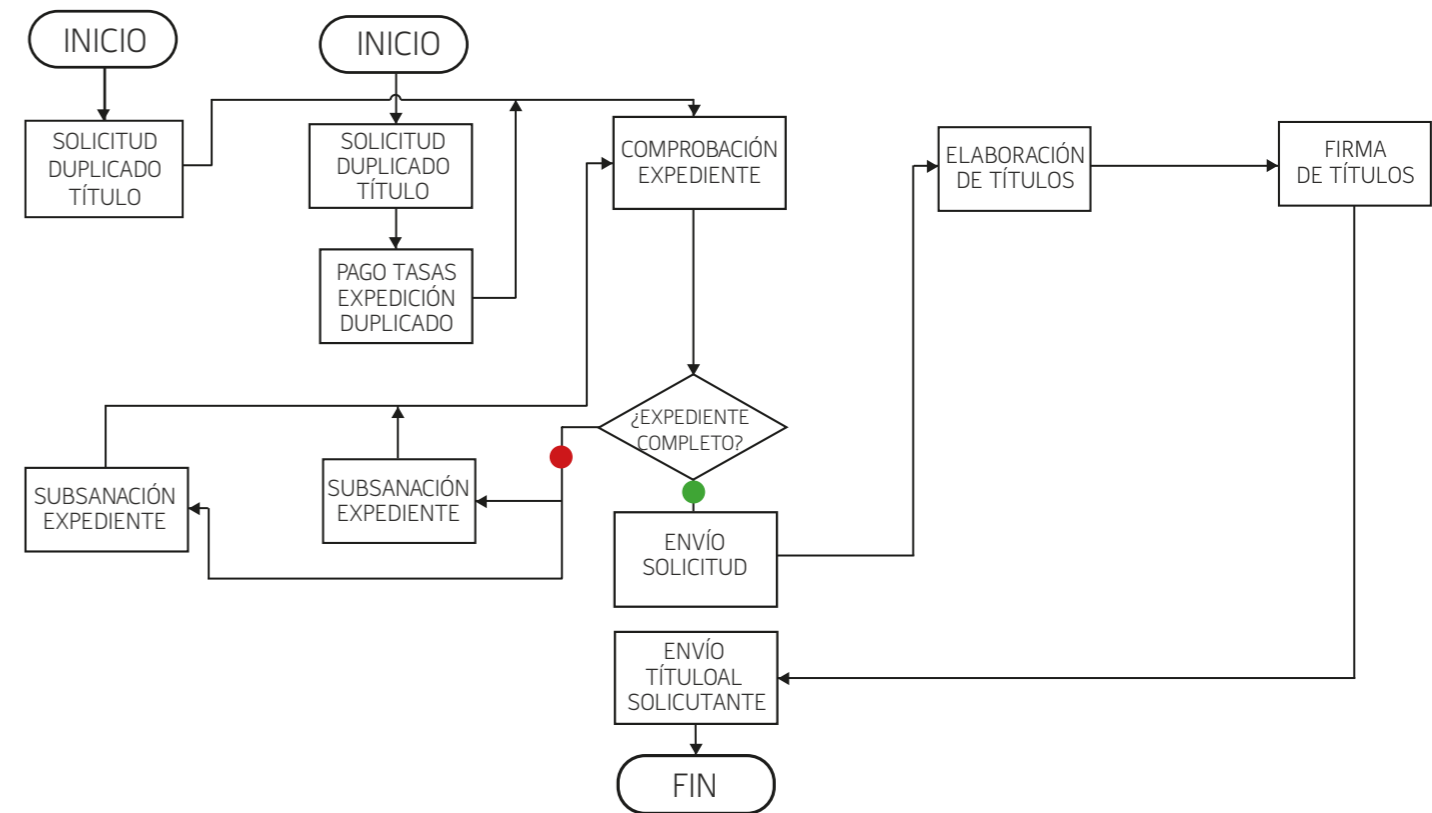 INICIO
INICIO
SOLICITUD
DUPLICADO
TÍTULO
SOLICITUD
DUPLICADO
TÍTULO
COMPROBACIÓN
EXPEDIENTE
ELABORACIÓN
DE TÍTULOS
FIRMA
DE TÍTULOS
PAGO TASAS
EXPEDICIÓN
DUPLICADO
¿EXPEDIENTE
COMPLETO?
SUBSANACIÓN
EXPEDIENTE
SUBSANACIÓN
EXPEDIENTE
ENVÍO
SOLICITUD
ENVÍO
TÍTULOAL
SOLICUTANTE
FIN